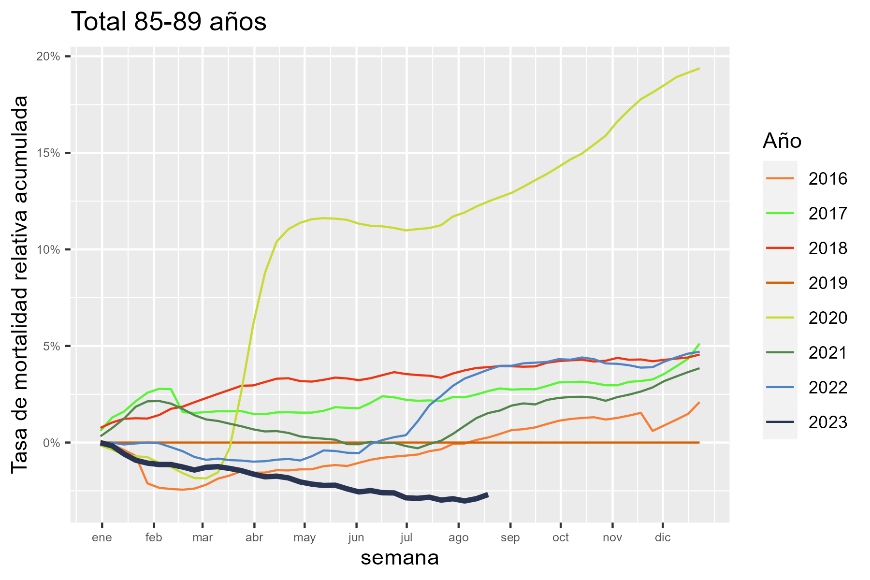 Total 85-89 años
Tasa de mortalidad relativa acumulada
20%
15%
10%
5%
0%
ene feb mar abr may jun jul ago sep oct nov dic
semana
Año
2016
2017
2018
2019
2020
2021
2022
2023